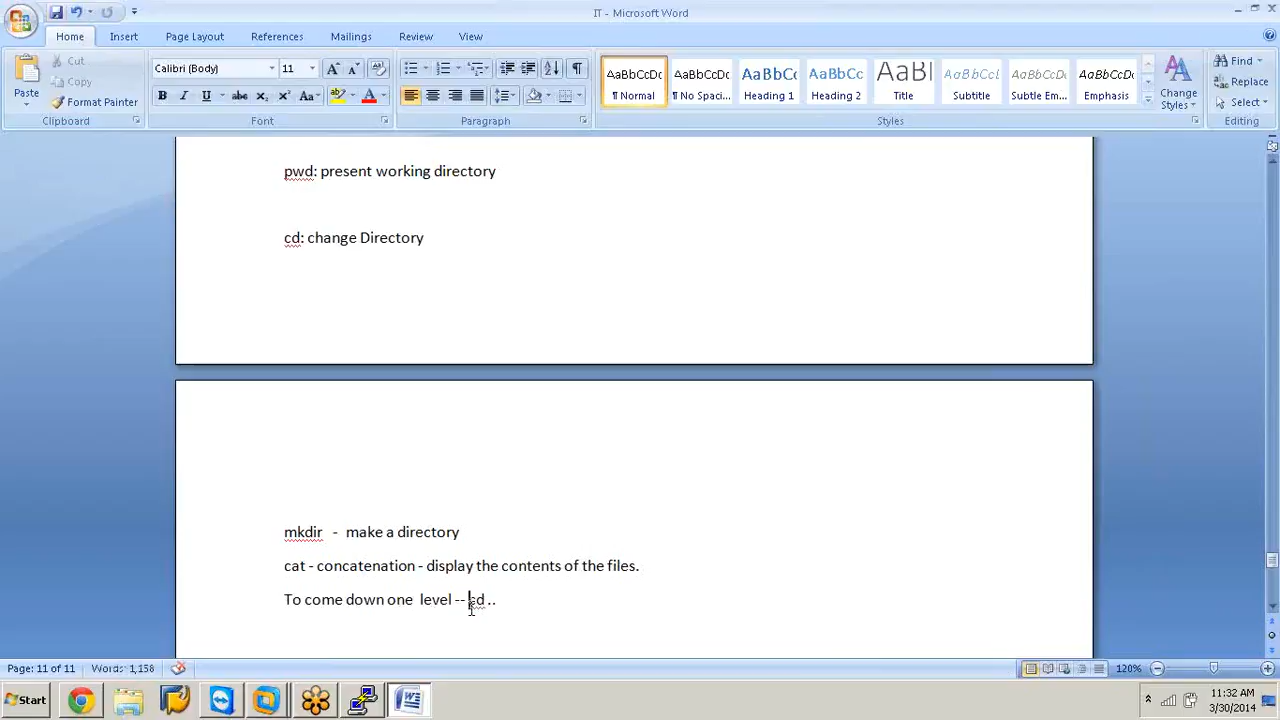 IT - Microsoft Word
Home Insert Page Layout References Mailings Review View
Paste
Cut
Copy
Format Painter
Clipboard
Calibri (Body) 11
Font
Paragraph
AaBbCcDc AaBbCcDc AaBbCc AaBbCc AaBl AaBbCcL AaBbCcDc AaBbCcDc
¶ Normal ¶ No Spaci... Heading 1 Heading 2 Title Subtitle Subtle Em... Emphasis
Change Styles
Styles
Find
Replace
Select
Editing
pwd: present working directory
cd: change Directory
mkdir - make a directory
cat - concatenation - display the contents of the files.
To come down one level -- cd ..
Page: 11 of 11 Words: 1,158 120%
Start
11:32 AM
3/30/2014